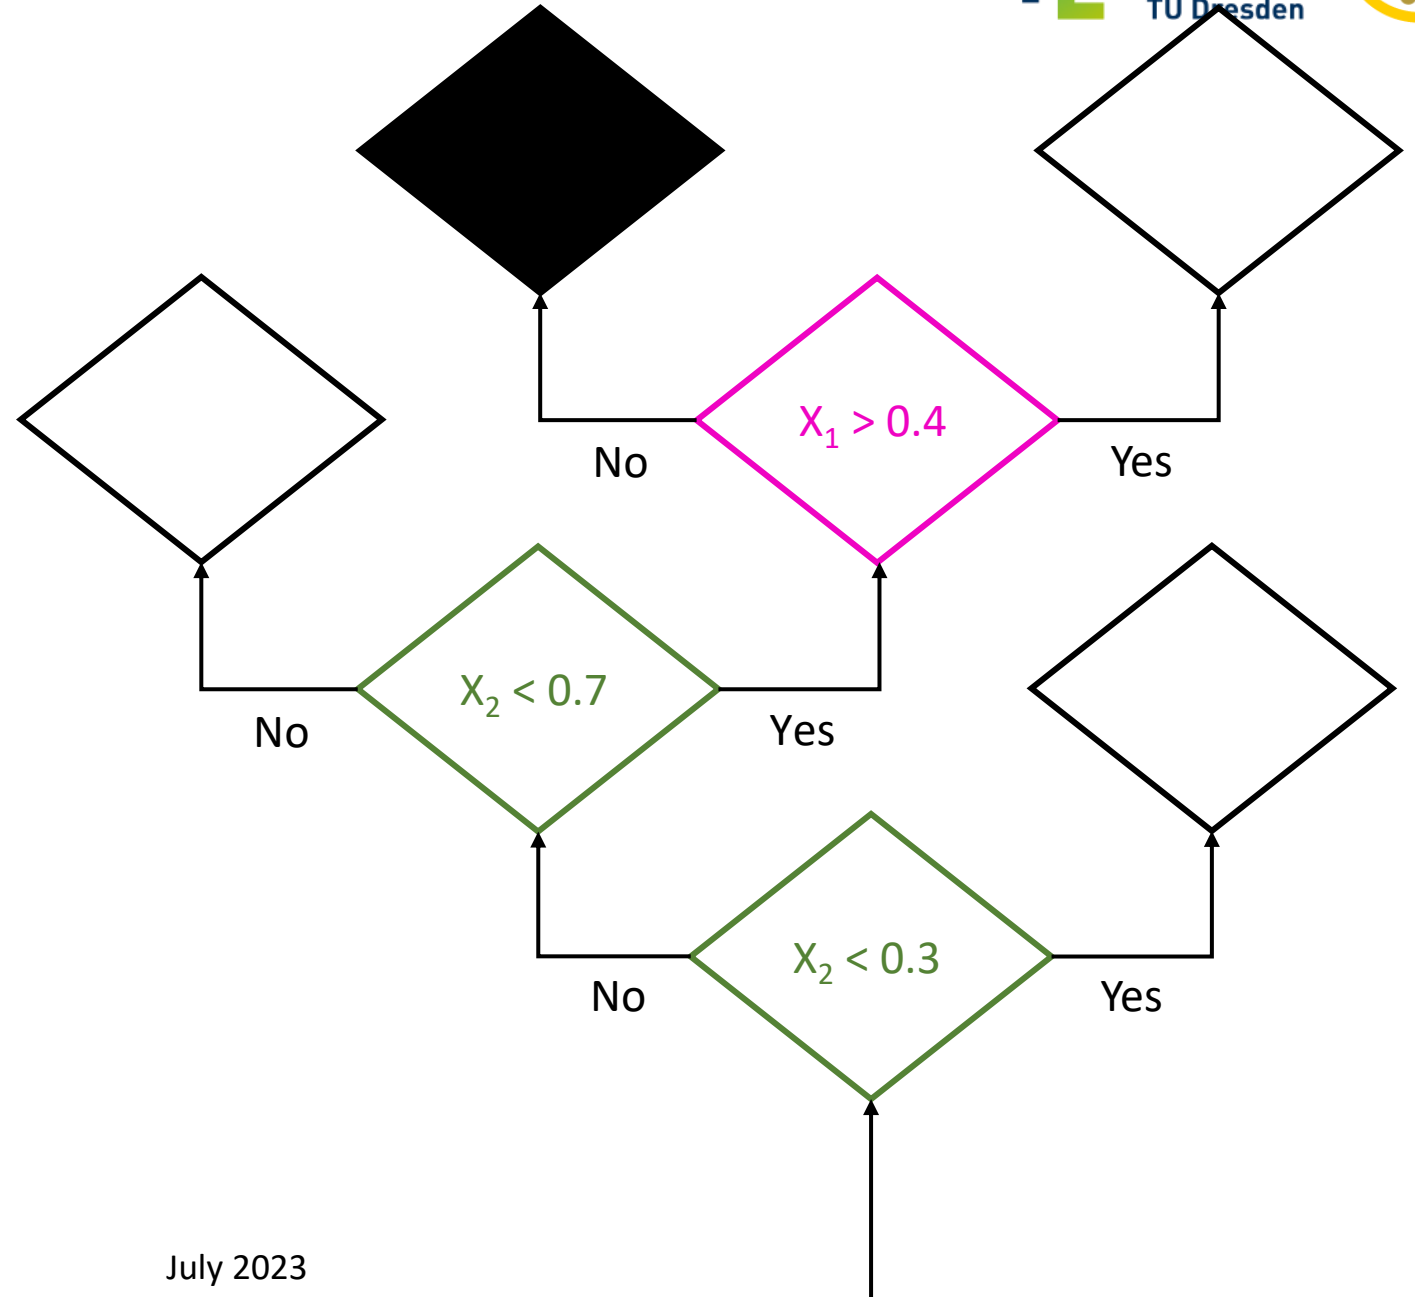 TU Dresden
X₁ > 0.4
No
Yes
X₂ < 0.7
No
Yes
X₂ < 0.3
No
Yes
July 2023